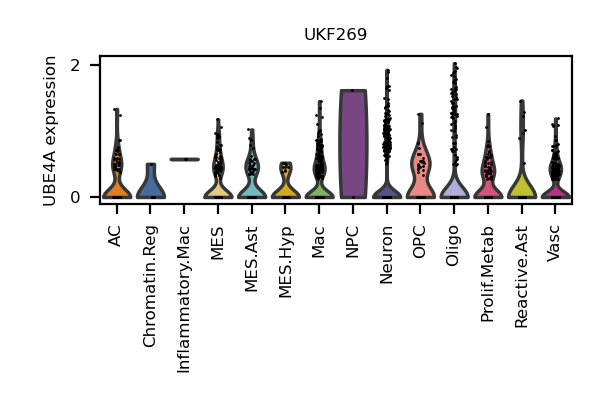 UKF269
UBE4A expression
2
0
AC
Chromatin.Reg
Inflammatory.Mac
MES
MES.Ast
MES.Hyp
Mac
NPC
Neuron
OPC
Oligo
Prolif.Metab
Reactive.Ast
Vasc